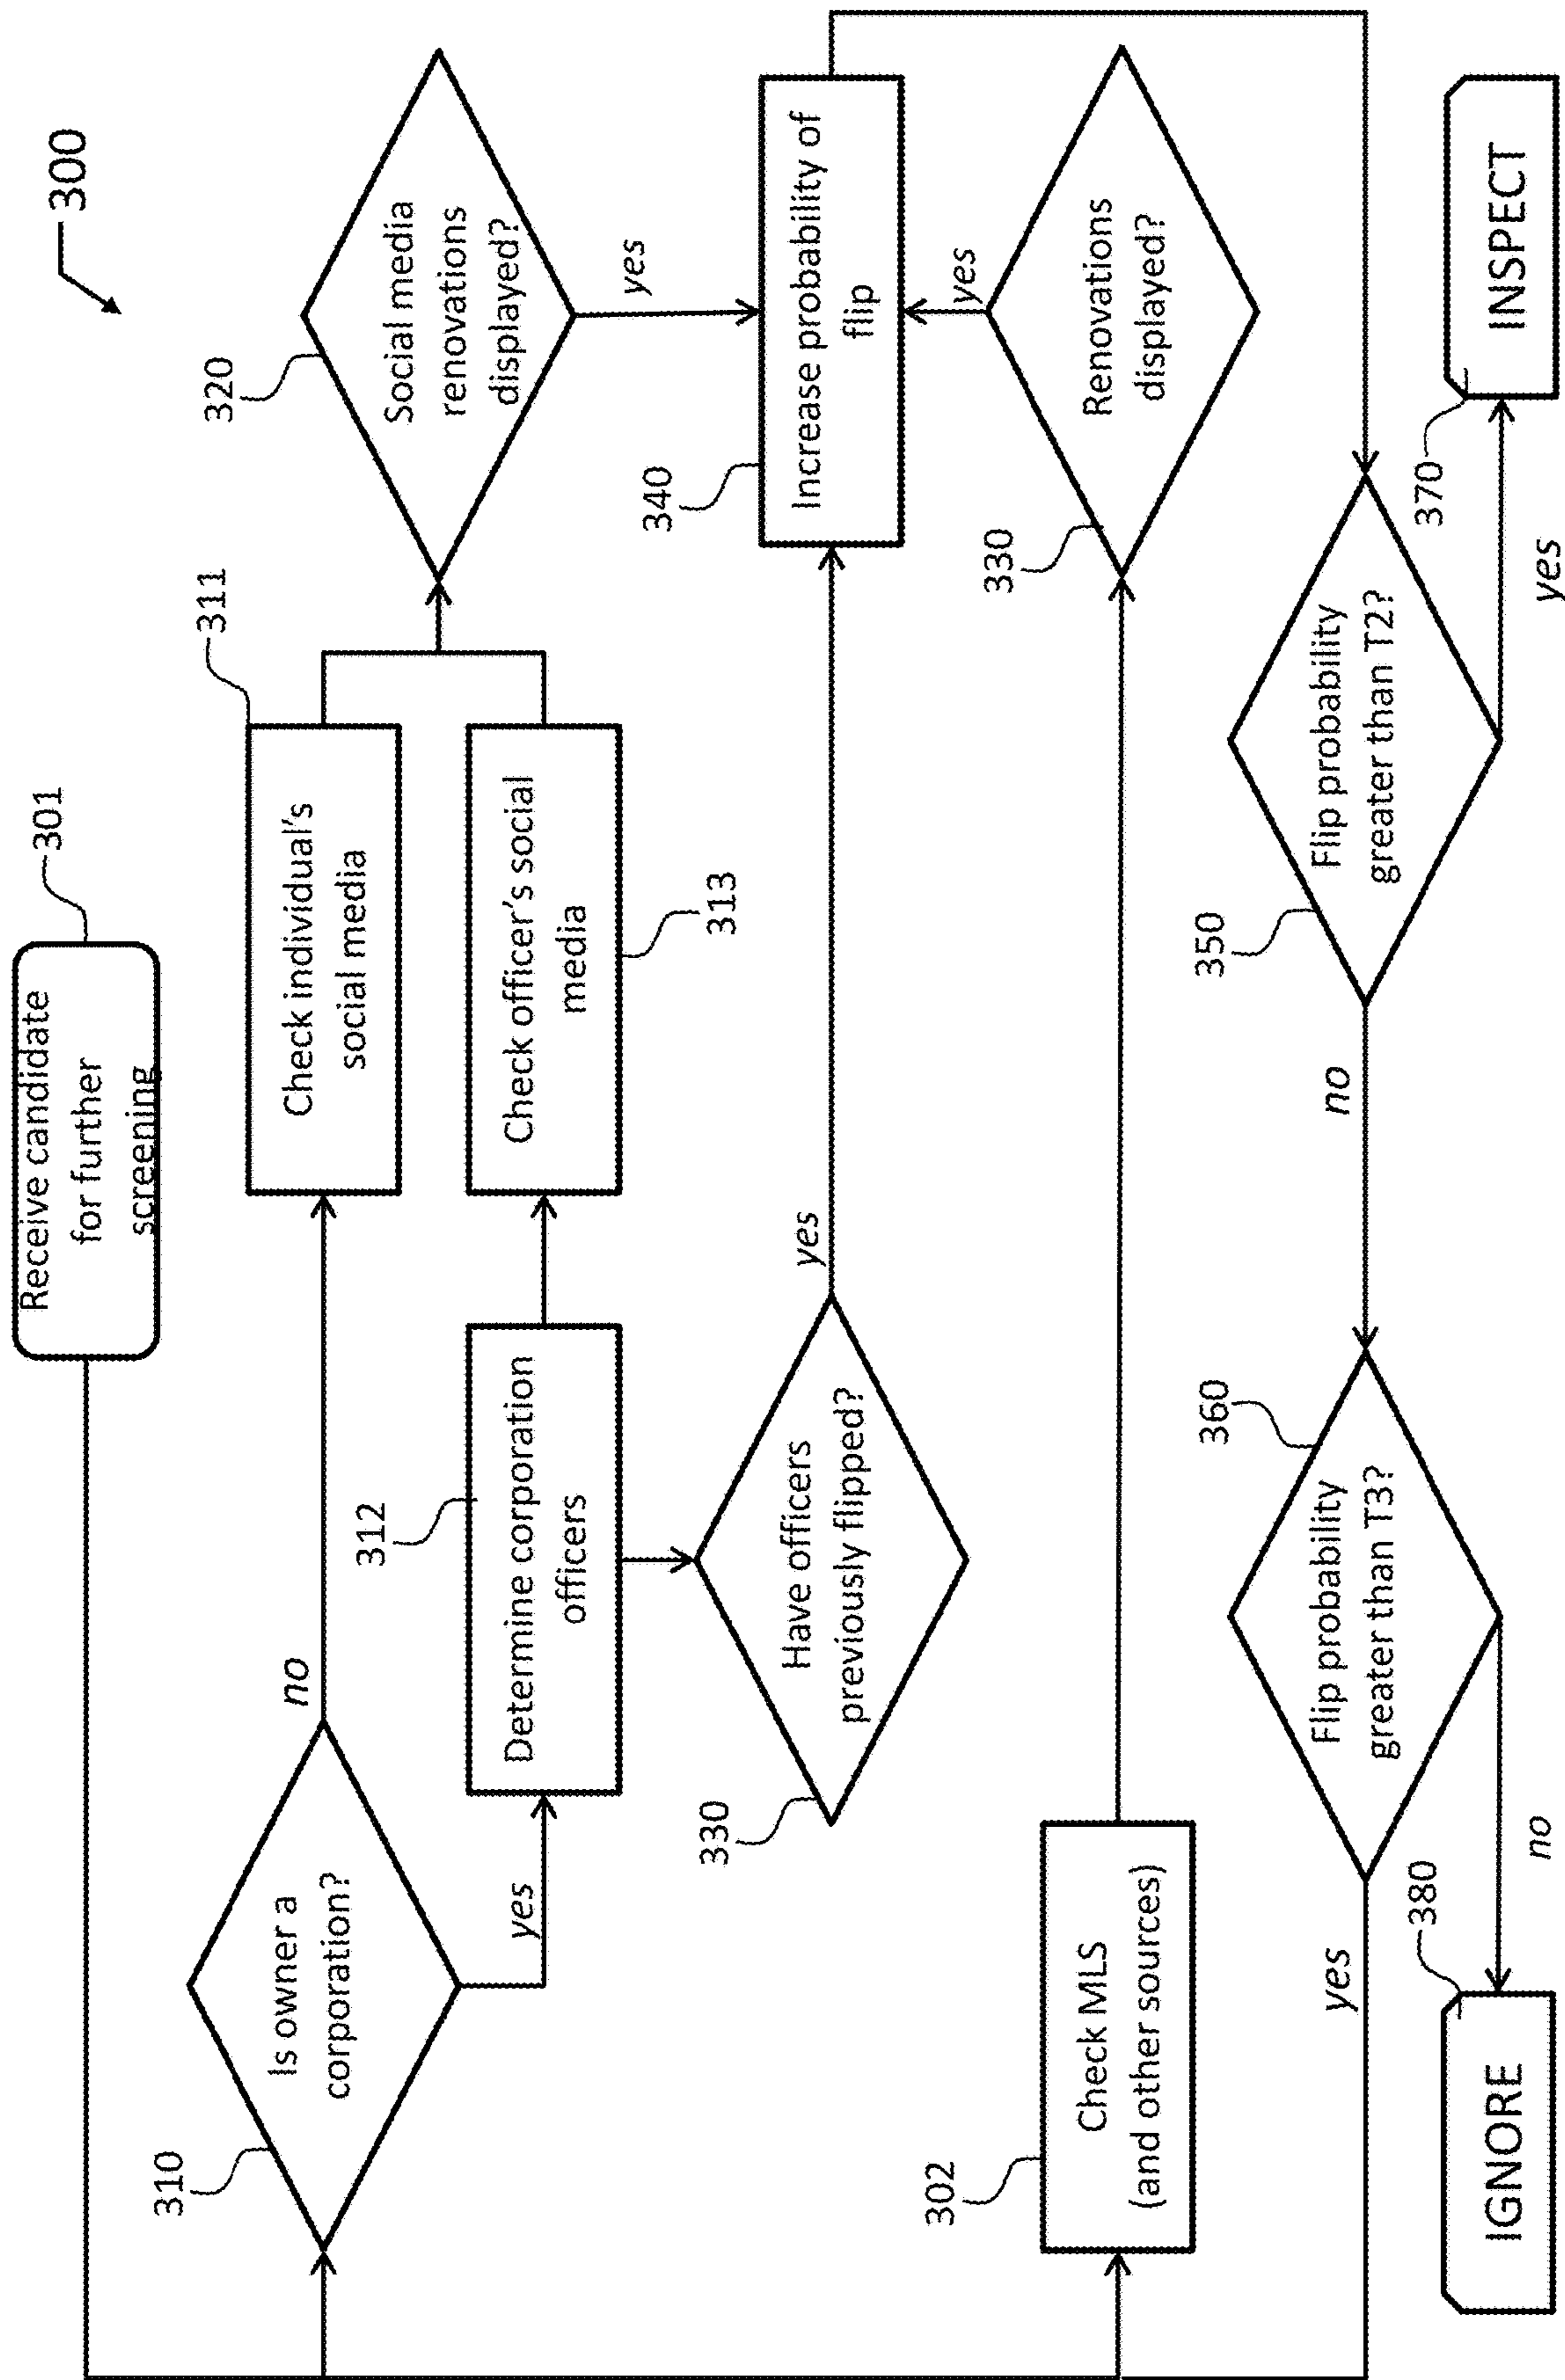 300
301
Receive candidate
for further
screening
310
Is owner a
corporation?
no
yes
311
Check individual's
social media
312
Determine corporation
officers
Check officer's social
media
313
320
Social media
renovations
displayed?
yes
330
Have officers
previously flipped?
yes
340
Increase probability of
flip
302
Check MLS
(and other sources)
330
Renovations
displayed?
yes
360
Flip probability
greater than T3?
yes
no
350
Flip probability
greater than T2?
no
yes
380
IGNORE
370
INSPECT